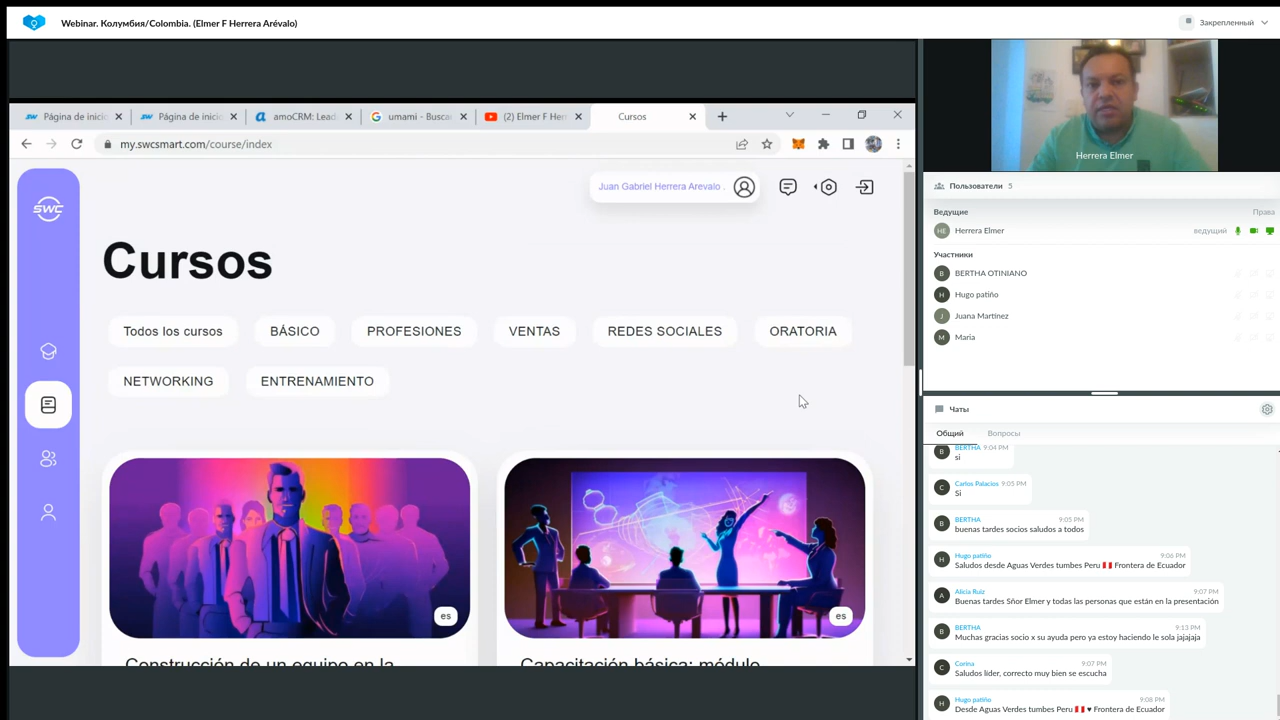 Webinar. Колумбия/Colombia. (Elmer F Herrera Arévalo)
Закрепленный
Página de inicio
Página de inicio
amoCRM: Lead
umami - Busca
(2) Elmer F Her
Cursos
my.swcsmart.com/course/index
SWC
Juan Gabriel Herrera Arevalo .
Cursos
Todos los cursos
BÁSICO
PROFESIONES
VENTAS
REDES SOCIALES
ORATORIA
NETWORKING
ENTRENAMIENTO
es
es
Construcción de un equipo en la
Capacitación básica: módulo
Herrera Elmer
Пользователи 5
Ведущие
Права
HE
Herrera Elmer
ведущий
Участники
B
BERTHA OTINIANO
H
Hugo patiño
J
Juana Martínez
M
Maria
Чаты
Общий
Вопросы
B
BERTHA 9:04 PM
si
C
Carlos Palacios 9:05 PM
Si
B
BERTHA 9:05 PM
buenas tardes socios saludos a todos
H
Hugo patiño 9:06 PM
Saludos desde Aguas Verdes tumbes Peru 🇵🇪 Frontera de Ecuador
A
Alicia Ruiz 9:07 PM
Buenas tardes Sñor Elmer y todas las personas que están en la presentación
B
BERTHA 9:13 PM
Muchas gracias socio x su ayuda pero ya estoy haciendo le sola jajajaja
C
Corina 9:07 PM
Saludos líder, correcto muy bien se escucha
H
Hugo patiño 9:08 PM
Desde Aguas Verdes tumbes Peru 🇵🇪 ♥ Frontera de Ecuador